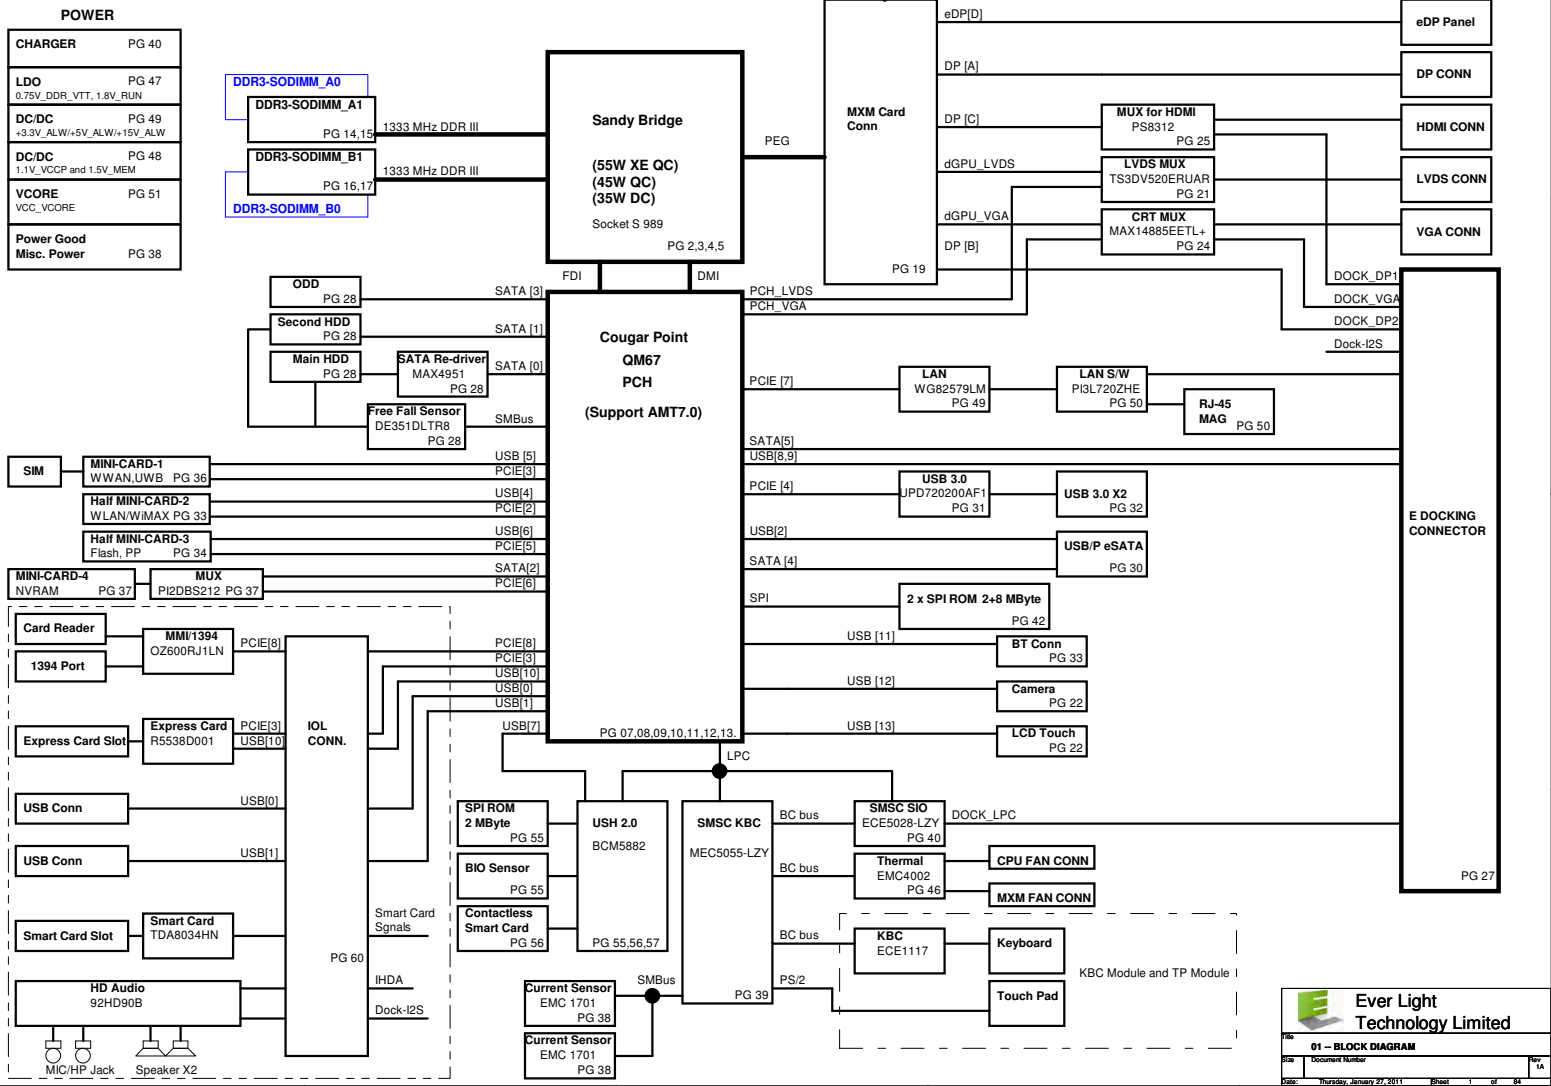 POWER
CHARGER PG 40
LDO PG 47
0.75V_DDR_VTT, 1.8V_RUN
DC/DC PG 49
+3.3V_ALW/+5V_ALW/+15V_ALW
DC/DC PG 48
1.1V_VCCP and 1.5V_MEM
VCORE PG 51
VCC_VCORE
Power Good
Misc. Power PG 38
DDR3-SODIMM_A0
DDR3-SODIMM_A1
PG 14,15
1333 MHz DDR III
DDR3-SODIMM_B1
PG 16,17
1333 MHz DDR III
DDR3-SODIMM_B0
Sandy Bridge
(55W XE QC)
(45W QC)
(35W DC)
Socket S 989
PG 2,3,4,5
PEG
FDI
DMI
MXM Card
Conn
PG 19
eDP[D]
DP [A]
DP [C]
dGPU_LVDS
dGPU_VGA
DP [B]
MUX for HDMI
PS8312
PG 25
LVDS MUX
TS3DV520ERUAR
PG 21
CRT MUX
MAX14885EETL+
PG 24
eDP Panel
DP CONN
HDMI CONN
LVDS CONN
VGA CONN
DOCK_DP1
DOCK_VGA
DOCK_DP2
Dock-I2S
E DOCKING
CONNECTOR
PG 27
ODD
PG 28
SATA [3]
Second HDD
PG 28
SATA [1]
Main HDD
PG 28
SATA Re-driver
MAX4951
PG 28
SATA [0]
Free Fall Sensor
DE351DLTR8
PG 28
SMBus
Cougar Point
QM67
PCH
(Support AMT7.0)
PG 07,08,09,10,11,12,13.
PCH_LVDS
PCH_VGA
PCIE [7]
LAN
WG82579LM
PG 49
LAN S/W
PI3L720ZHE
PG 50
RJ-45
MAG PG 50
SATA[5]
USB[8,9]
PCIE [4]
USB 3.0
UPD720200AF1
PG 31
USB 3.0 X2
PG 32
USB[2]
SATA [4]
USB/P eSATA
PG 30
SPI
2 x SPI ROM 2+8 MByte
PG 42
USB [11]
BT Conn
PG 33
USB [12]
Camera
PG 22
USB [13]
LCD Touch
PG 22
SIM
MINI-CARD-1
WWAN,UWB PG 36
USB [5]
PCIE[3]
Half MINI-CARD-2
WLAN/WiMAX PG 33
USB[4]
PCIE[2]
Half MINI-CARD-3
Flash, PP PG 34
USB[6]
PCIE[5]
MINI-CARD-4
NVRAM PG 37
MUX
PI2DBS212 PG 37
SATA[2]
PCIE[6]
Card Reader
1394 Port
MMI/1394
OZ600RJ1LN
PCIE[8]
PCIE[8]
PCIE[3]
USB[10]
USB[0]
USB[1]
USB[7]
IOL
CONN.
PG 60
Express Card Slot
Express Card
R5538D001
PCIE[3]
USB[10]
USB Conn
USB[0]
USB Conn
USB[1]
Smart Card Slot
Smart Card
TDA8034HN
Smart Card
Sgnals
HD Audio
92HD90B
IHDA
Dock-I2S
MIC/HP Jack
Speaker X2
LPC
SPI ROM
2 MByte
PG 55
BIO Sensor
PG 55
Contactless
Smart Card
PG 56
USH 2.0
BCM5882
PG 55,56,57
SMSC KBC
MEC5055-LZY
PG 39
BC bus
SMSC SIO
ECE5028-LZY
PG 40
DOCK_LPC
BC bus
Thermal
EMC4002
PG 46
CPU FAN CONN
MXM FAN CONN
BC bus
KBC
ECE1117
Keyboard
PS/2
Touch Pad
KBC Module and TP Module
SMBus
Current Sensor
EMC 1701
PG 38
Current Sensor
EMC 1701
PG 38
Ever Light
Technology Limited
Title
01 -- BLOCK DIAGRAM
Size Document Number Rev
1A
Date: Thursday, January 27, 2011 Sheet 1 of 84